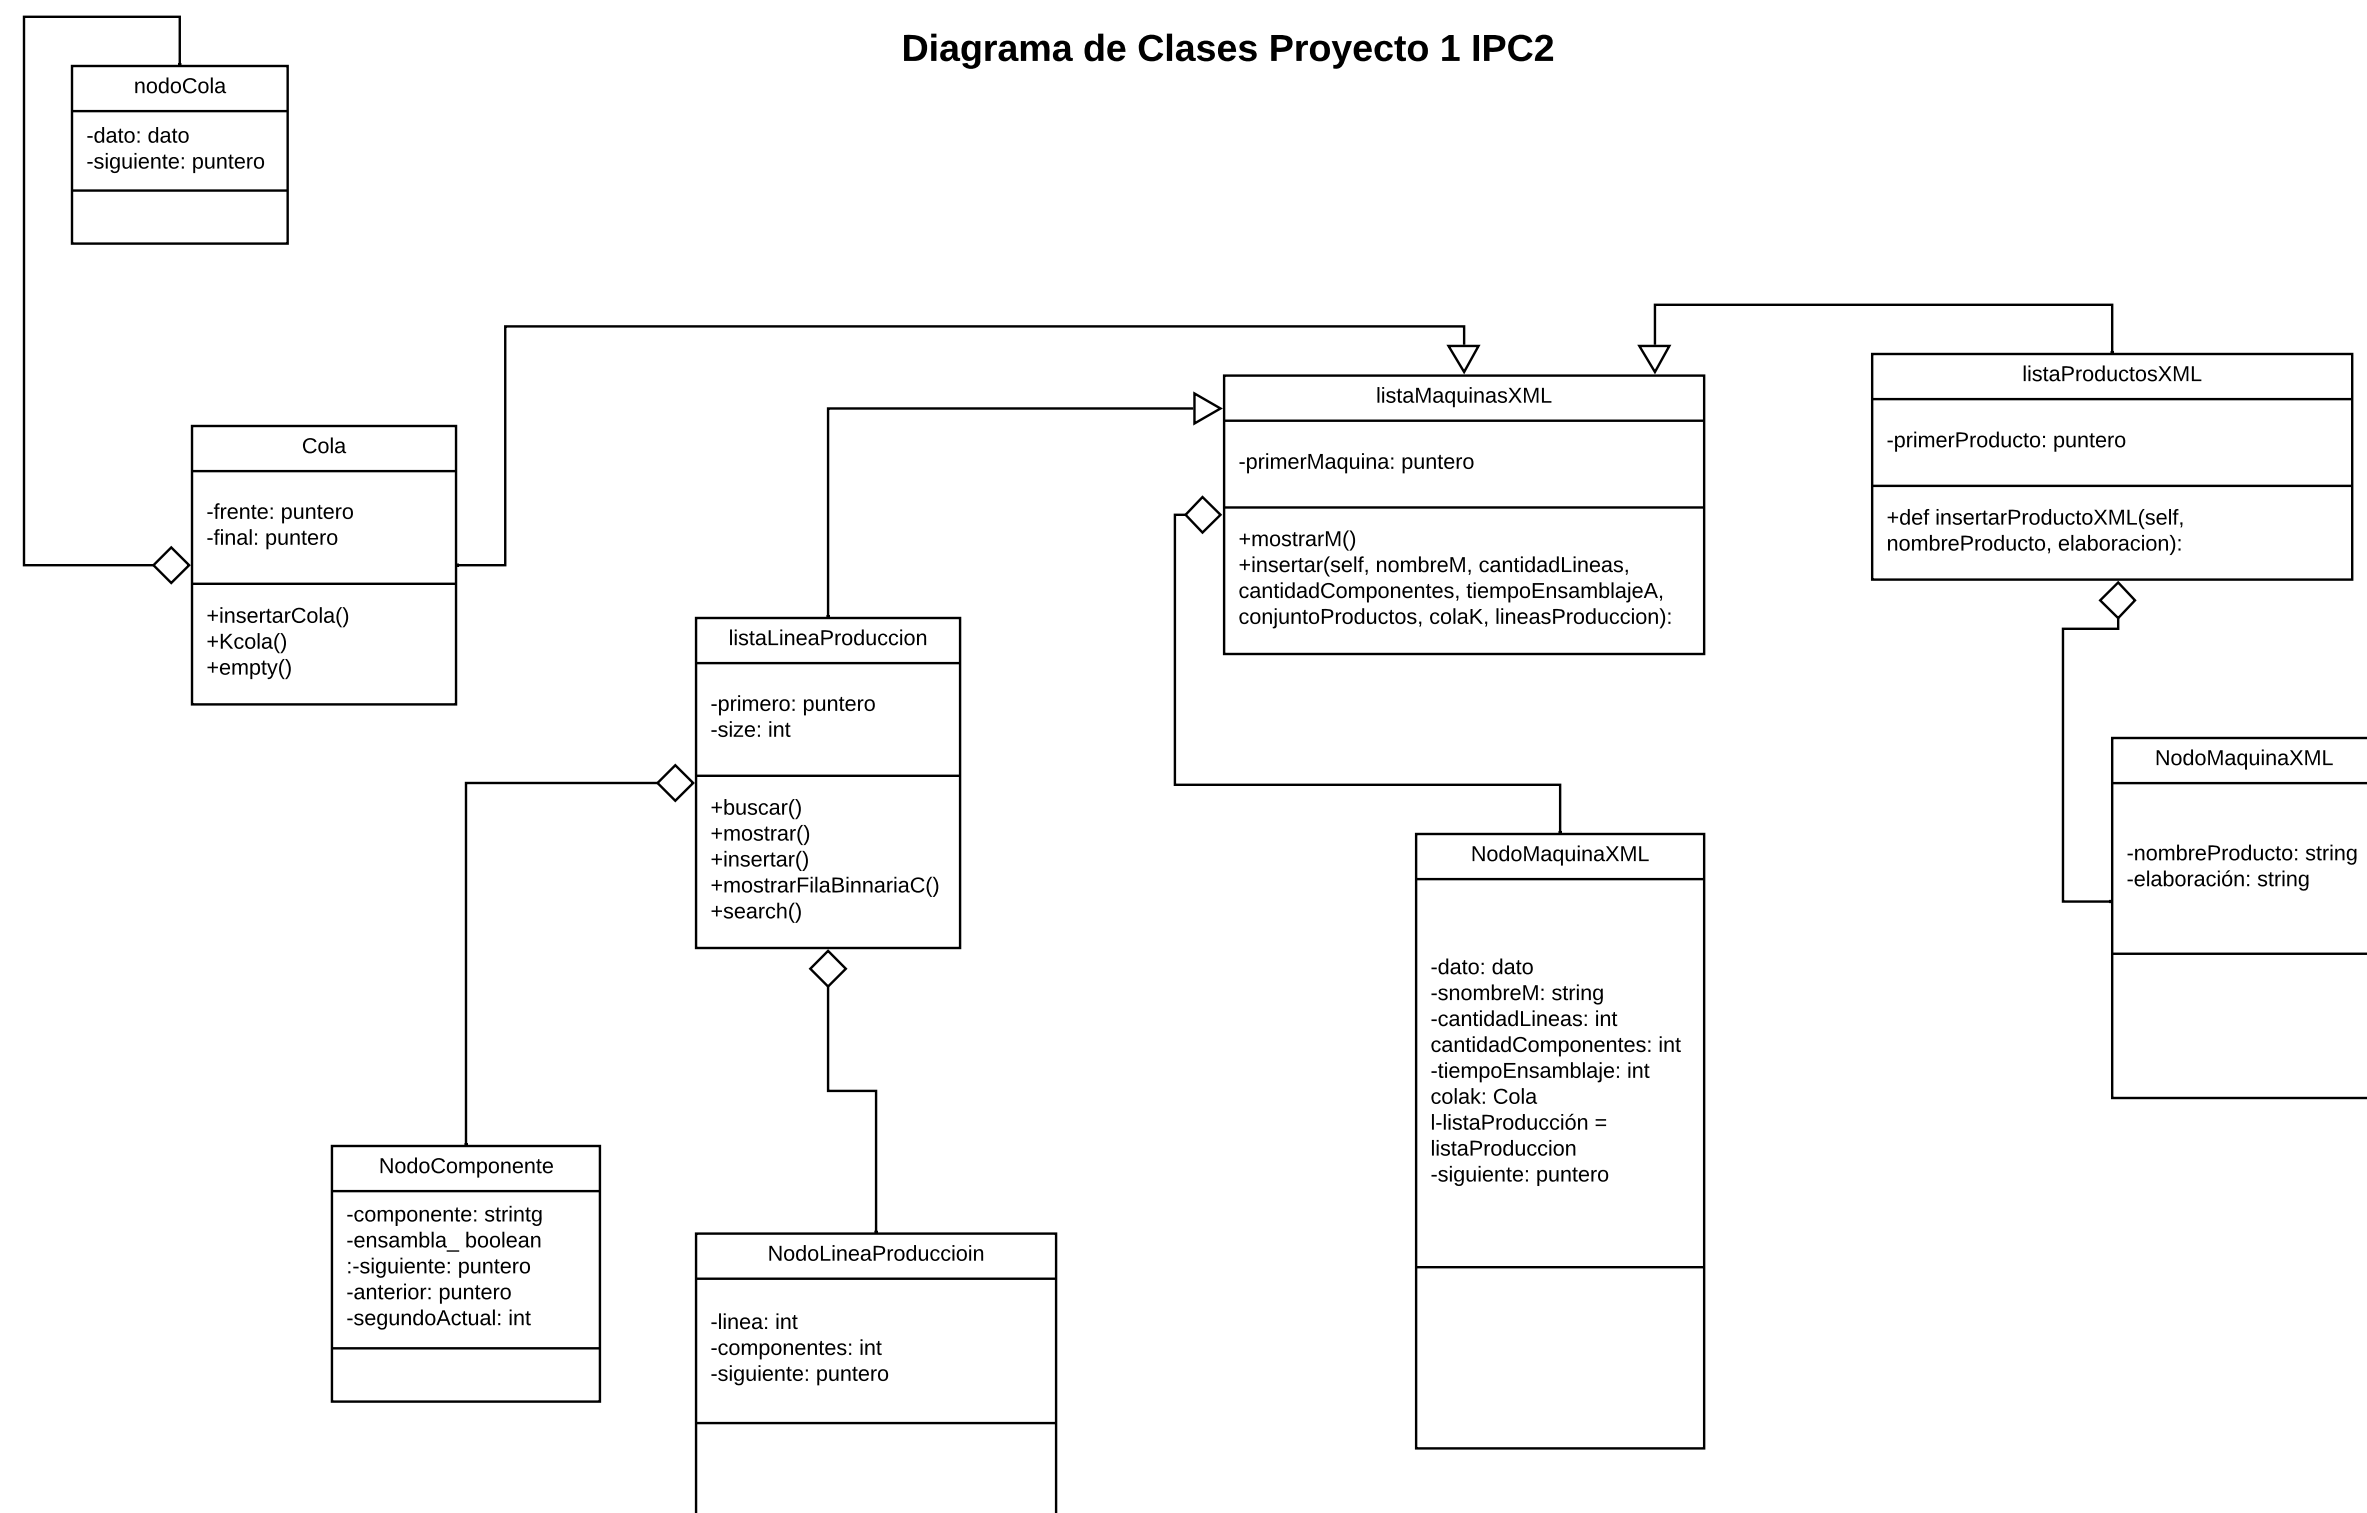 Diagrama de Clases Proyecto 1 IPC2
nodoCola
-dato: dato
-siguiente: puntero
Cola
-frente: puntero
-final: puntero
+insertarCola()
+Kcola()
+empty()
listaLineaProduccion
-primero: puntero
-size: int
+buscar()
+mostrar()
+insertar()
+mostrarFilaBinnariaC()
+search()
listaMaquinasXML
-primerMaquina: puntero
+mostrarM()
+insertar(self, nombreM, cantidadLineas,
cantidadComponentes, tiempoEnsamblajeA,
conjuntoProductos, colaK, lineasProduccion):
listaProductosXML
-primerProducto: puntero
+def insertarProductoXML(self,
nombreProducto, elaboracion):
NodoMaquinaXML
-nombreProducto: string
-elaboración: string
NodoMaquinaXML
-dato: dato
-snombreM: string
-cantidadLineas: int
cantidadComponentes: int
-tiempoEnsamblaje: int
colak: Cola
l-listaProducción =
listaProduccion
-siguiente: puntero
NodoComponente
-componente: strintg
-ensambla_ boolean
:-siguiente: puntero
-anterior: puntero
-segundoActual: int
NodoLineaProduccioin
-linea: int
-componentes: int
-siguiente: puntero